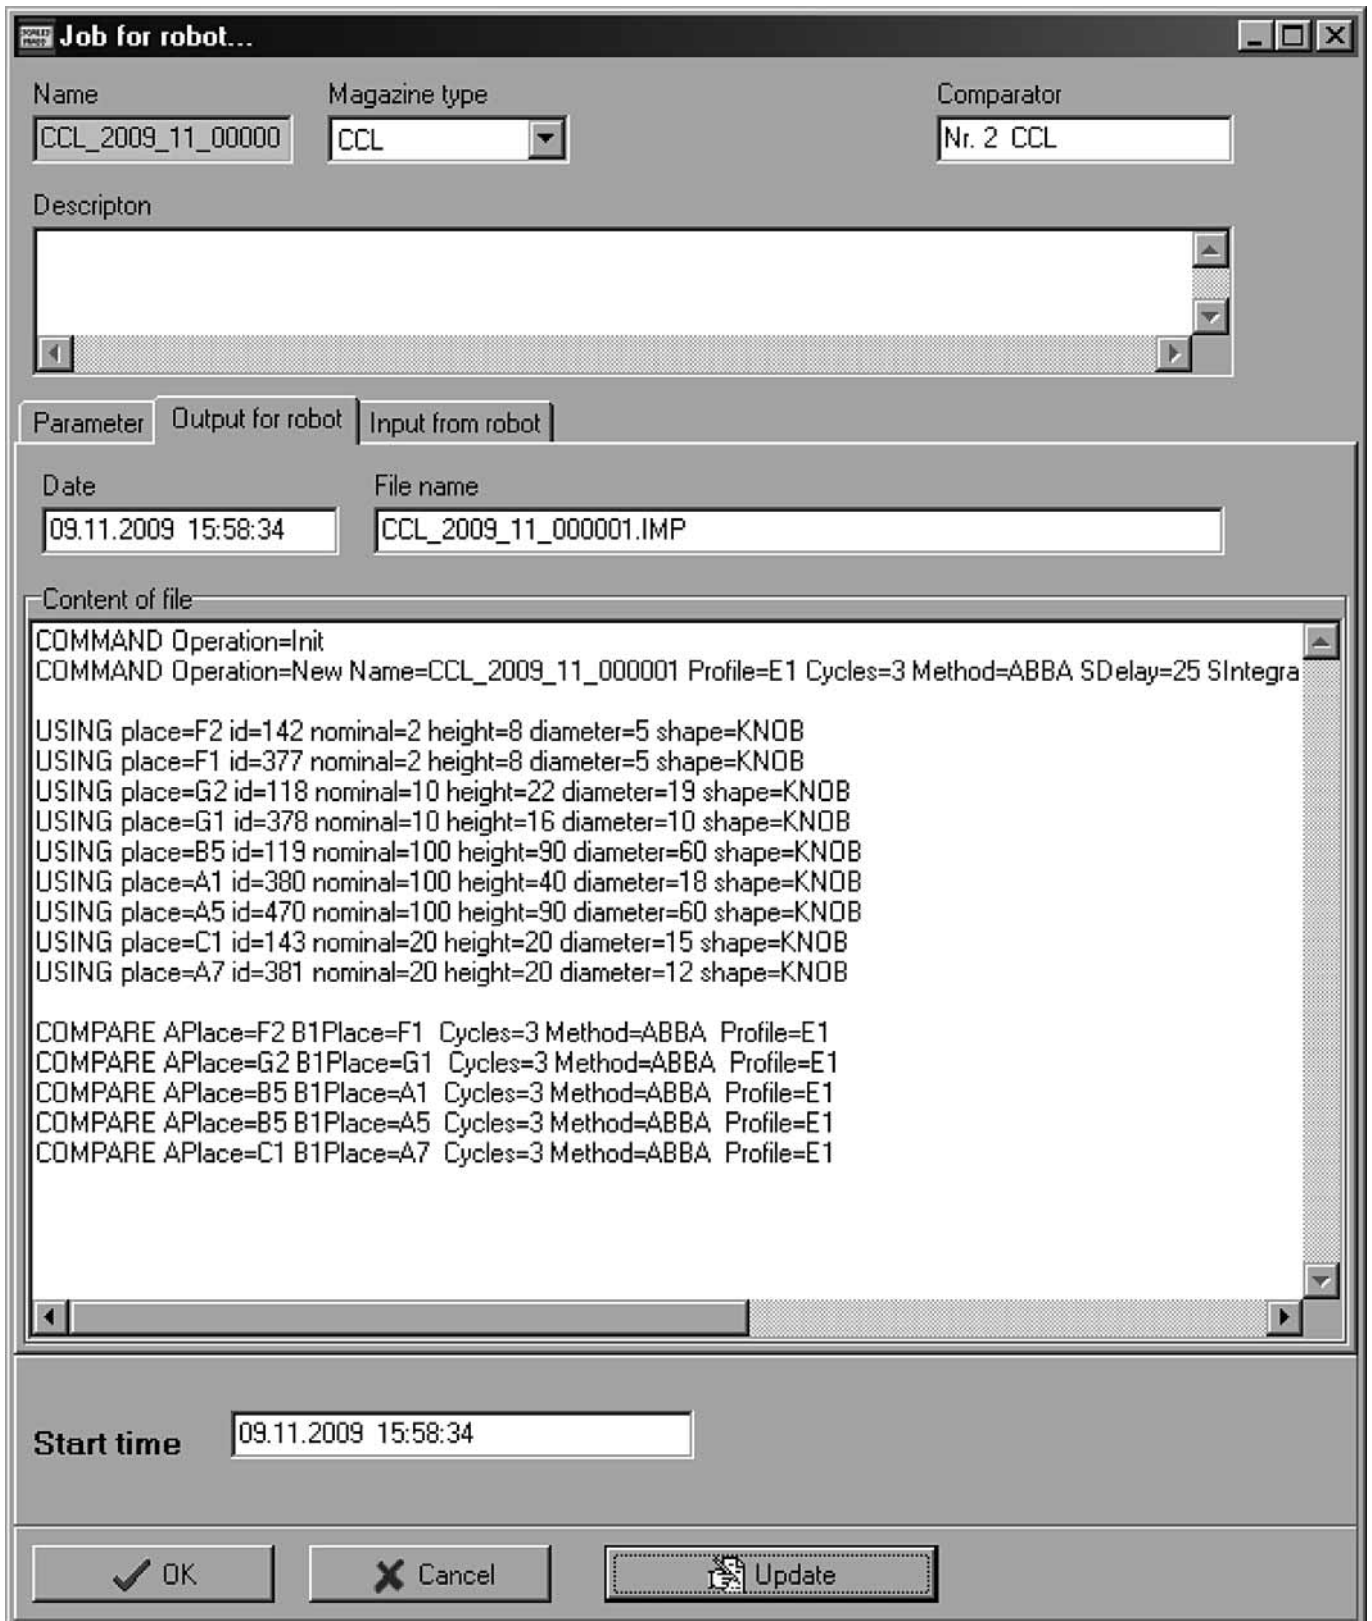 Job for robot...
Name Magazine type Comparator
CCL_2009_11_00000 CCL Nr. 2 CCL
Descripton
Parameter Output for robot Input from robot
Date File name
09.11.2009 15:58:34 CCL_2009_11_000001.IMP
Content of file
COMMAND Operation=Init
COMMAND Operation=New Name=CCL_2009_11_000001 Profile=E1 Cycles=3 Method=ABBA SDelay=25 SIntegra
USING place=F2 id=142 nominal=2 height=8 diameter=5 shape=KNOB
USING place=F1 id=377 nominal=2 height=8 diameter=5 shape=KNOB
USING place=G2 id=118 nominal=10 height=22 diameter=19 shape=KNOB
USING place=G1 id=378 nominal=10 height=16 diameter=10 shape=KNOB
USING place=B5 id=119 nominal=100 height=90 diameter=60 shape=KNOB
USING place=A1 id=380 nominal=100 height=40 diameter=18 shape=KNOB
USING place=A5 id=470 nominal=100 height=90 diameter=60 shape=KNOB
USING place=C1 id=143 nominal=20 height=20 diameter=15 shape=KNOB
USING place=A7 id=381 nominal=20 height=20 diameter=12 shape=KNOB
COMPARE APlace=F2 B1Place=F1 Cycles=3 Method=ABBA Profile=E1
COMPARE APlace=G2 B1Place=G1 Cycles=3 Method=ABBA Profile=E1
COMPARE APlace=B5 B1Place=A1 Cycles=3 Method=ABBA Profile=E1
COMPARE APlace=B5 B1Place=A5 Cycles=3 Method=ABBA Profile=E1
COMPARE APlace=C1 B1Place=A7 Cycles=3 Method=ABBA Profile=E1
Start time 09.11.2009 15:58:34
OK Cancel Update